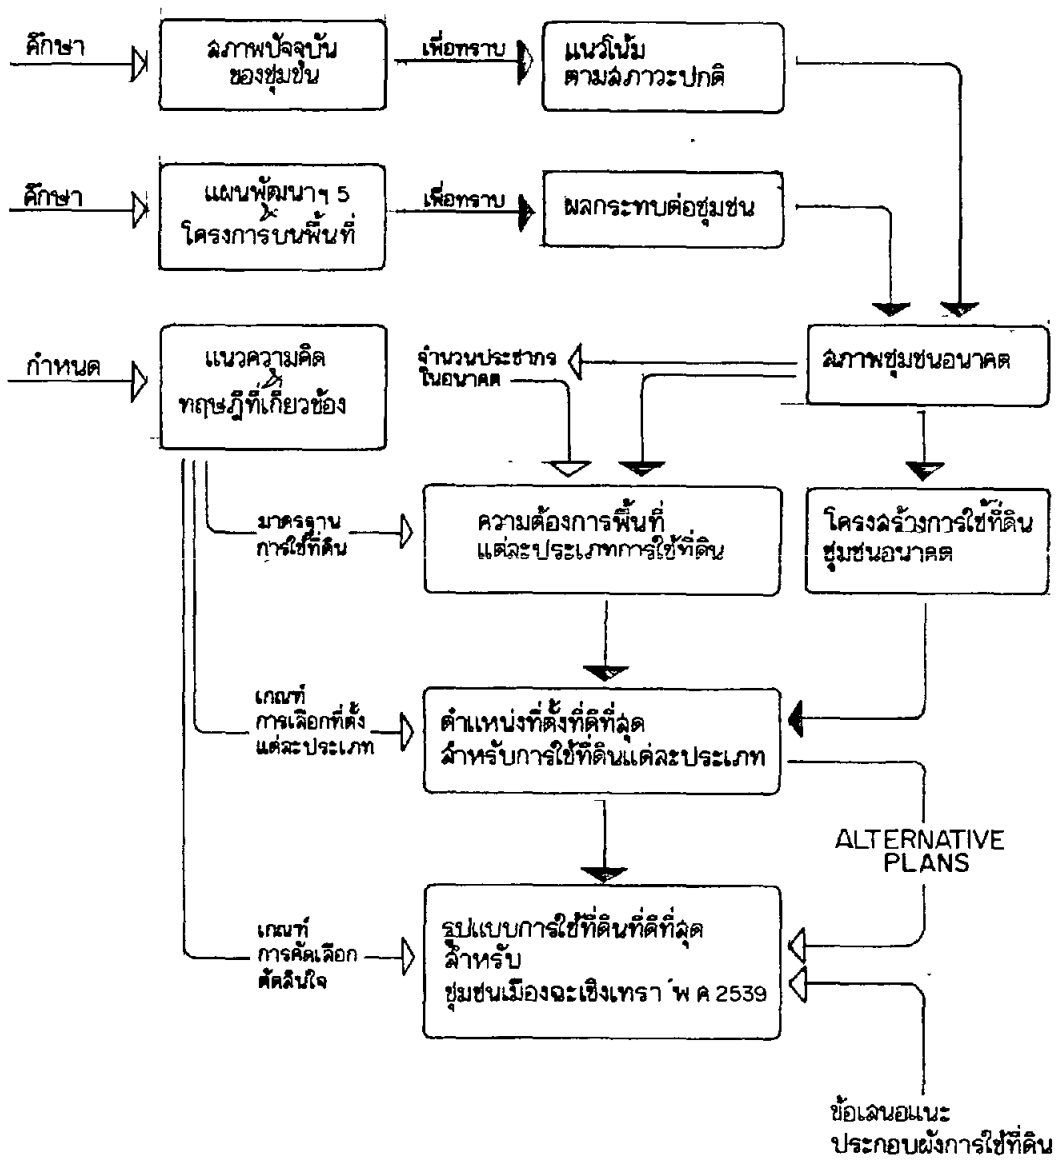 ศึกษา
สภาพปัจจุบัน
ของชุมชน
เพื่อทราบ
แนวโน้ม
ตามสภาวะปกติ
ศึกษา
แผนพัฒนาฯ 5
&
โครงการบนพื้นที่
เพื่อทราบ
ผลกระทบต่อชุมชน
กำหนด
แนวความคิด
&
ทฤษฎีที่เกี่ยวข้อง
จำนวนประชากร
ในอนาคต
สภาพชุมชนอนาคต
มาตรฐาน
การใช้ที่ดิน
ความต้องการพื้นที่
แต่ละประเภทการใช้ที่ดิน
โครงสร้างการใช้ที่ดิน
ชุมชนอนาคต
เกณฑ์
การเลือกที่ตั้ง
แต่ละประเภท
ตำแหน่งที่ตั้งที่ดีที่สุด
สำหรับการใช้ที่ดินแต่ละประเภท
ALTERNATIVE
PLANS
เกณฑ์
การคัดเลือก
ตัดสินใจ
รูปแบบการใช้ที่ดินที่ดีที่สุด
สำหรับ
ชุมชนเมืองฉะเชิงเทรา พ ศ 2539
ข้อเสนอแนะ
ประกอบผังการใช้ที่ดิน